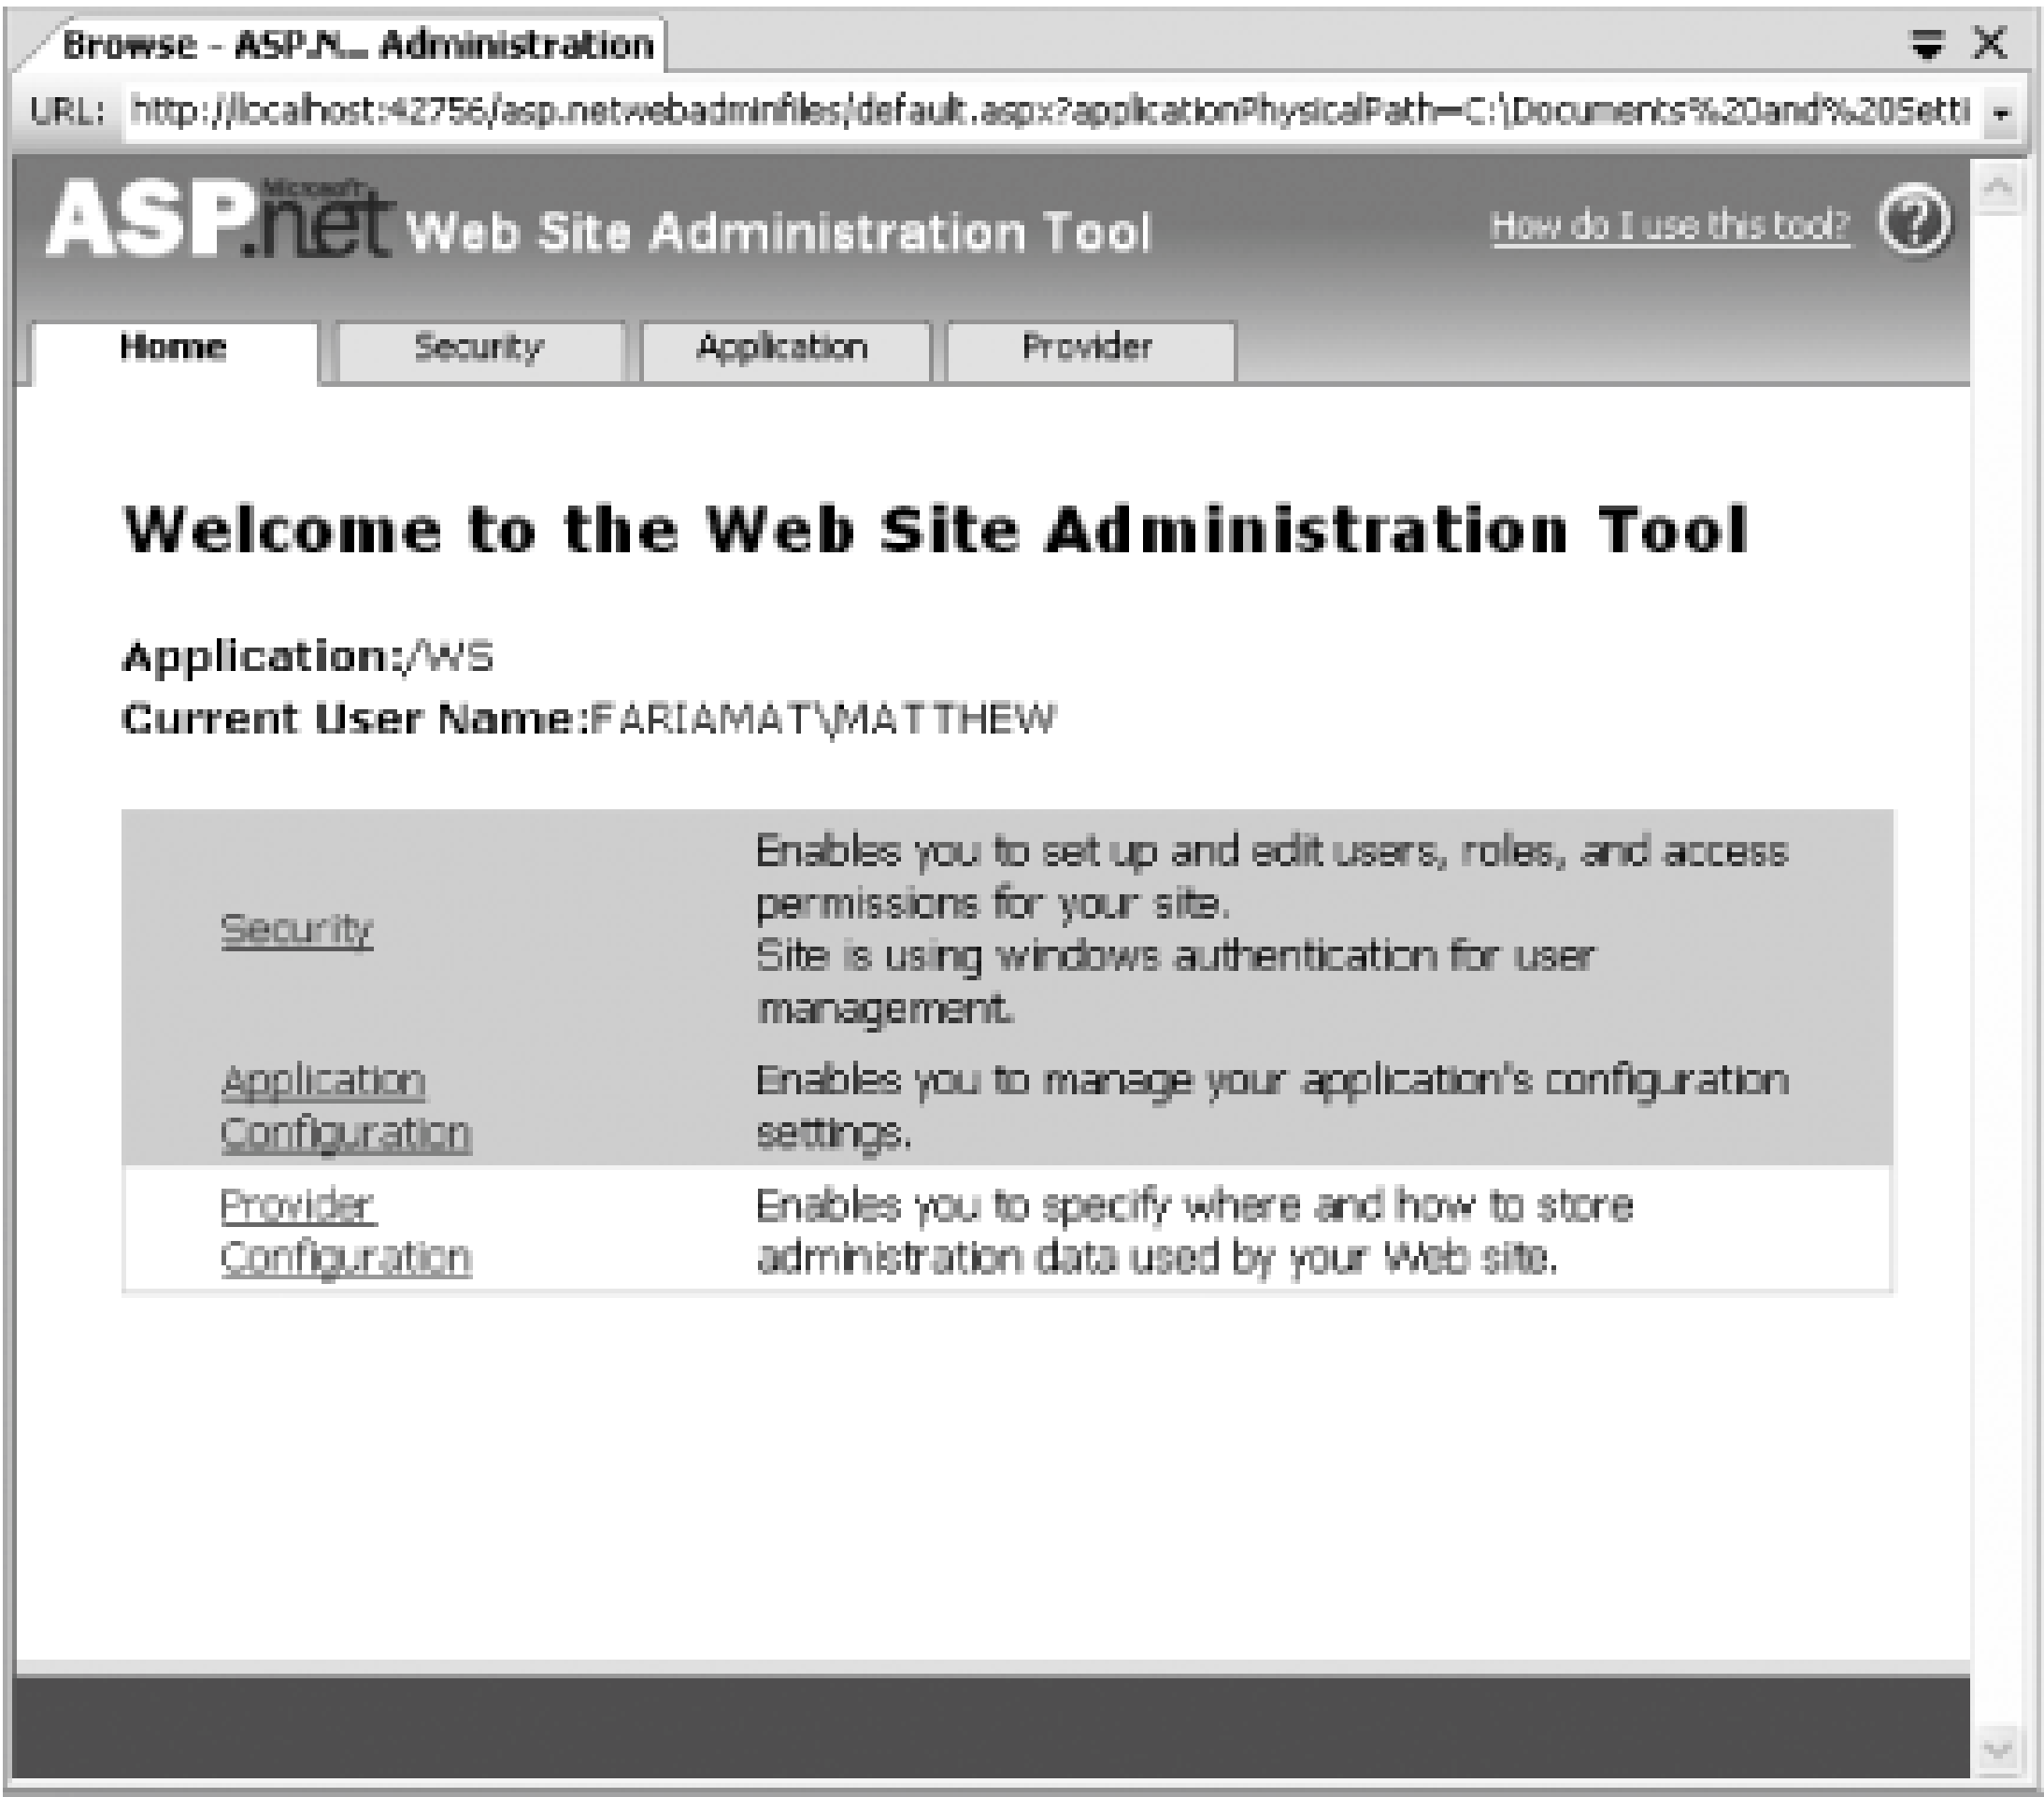 Browse - ASP.N... Administration
URL: http://localhost:42756/asp.netwebadminfiles/default.aspx?applicationPhysicalPath=C:\Documents%20and%20Setti
Microsoft
ASP.net Web Site Administration Tool
How do I use this tool? ?
Home Security Application Provider
Welcome to the Web Site Administration Tool
Application:/WS
Current User Name:FARIAMAT\MATTHEW
Security
Enables you to set up and edit users, roles, and access
permissions for your site.
Site is using windows authentication for user
management.
Application
Configuration
Enables you to manage your application's configuration
settings.
Provider
Configuration
Enables you to specify where and how to store
administration data used by your Web site.